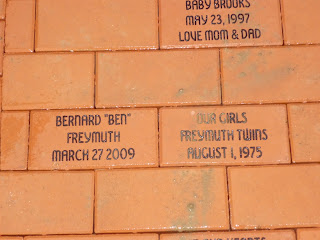 BABY BROOKS
MAY 23, 1997
LOVE MOM & DAD
BERNARD "BEN"
FREYMUTH
MARCH 27 2009
OUR GIRLS
FREYMUTH TWINS
AUGUST 1, 1975
HEARTS